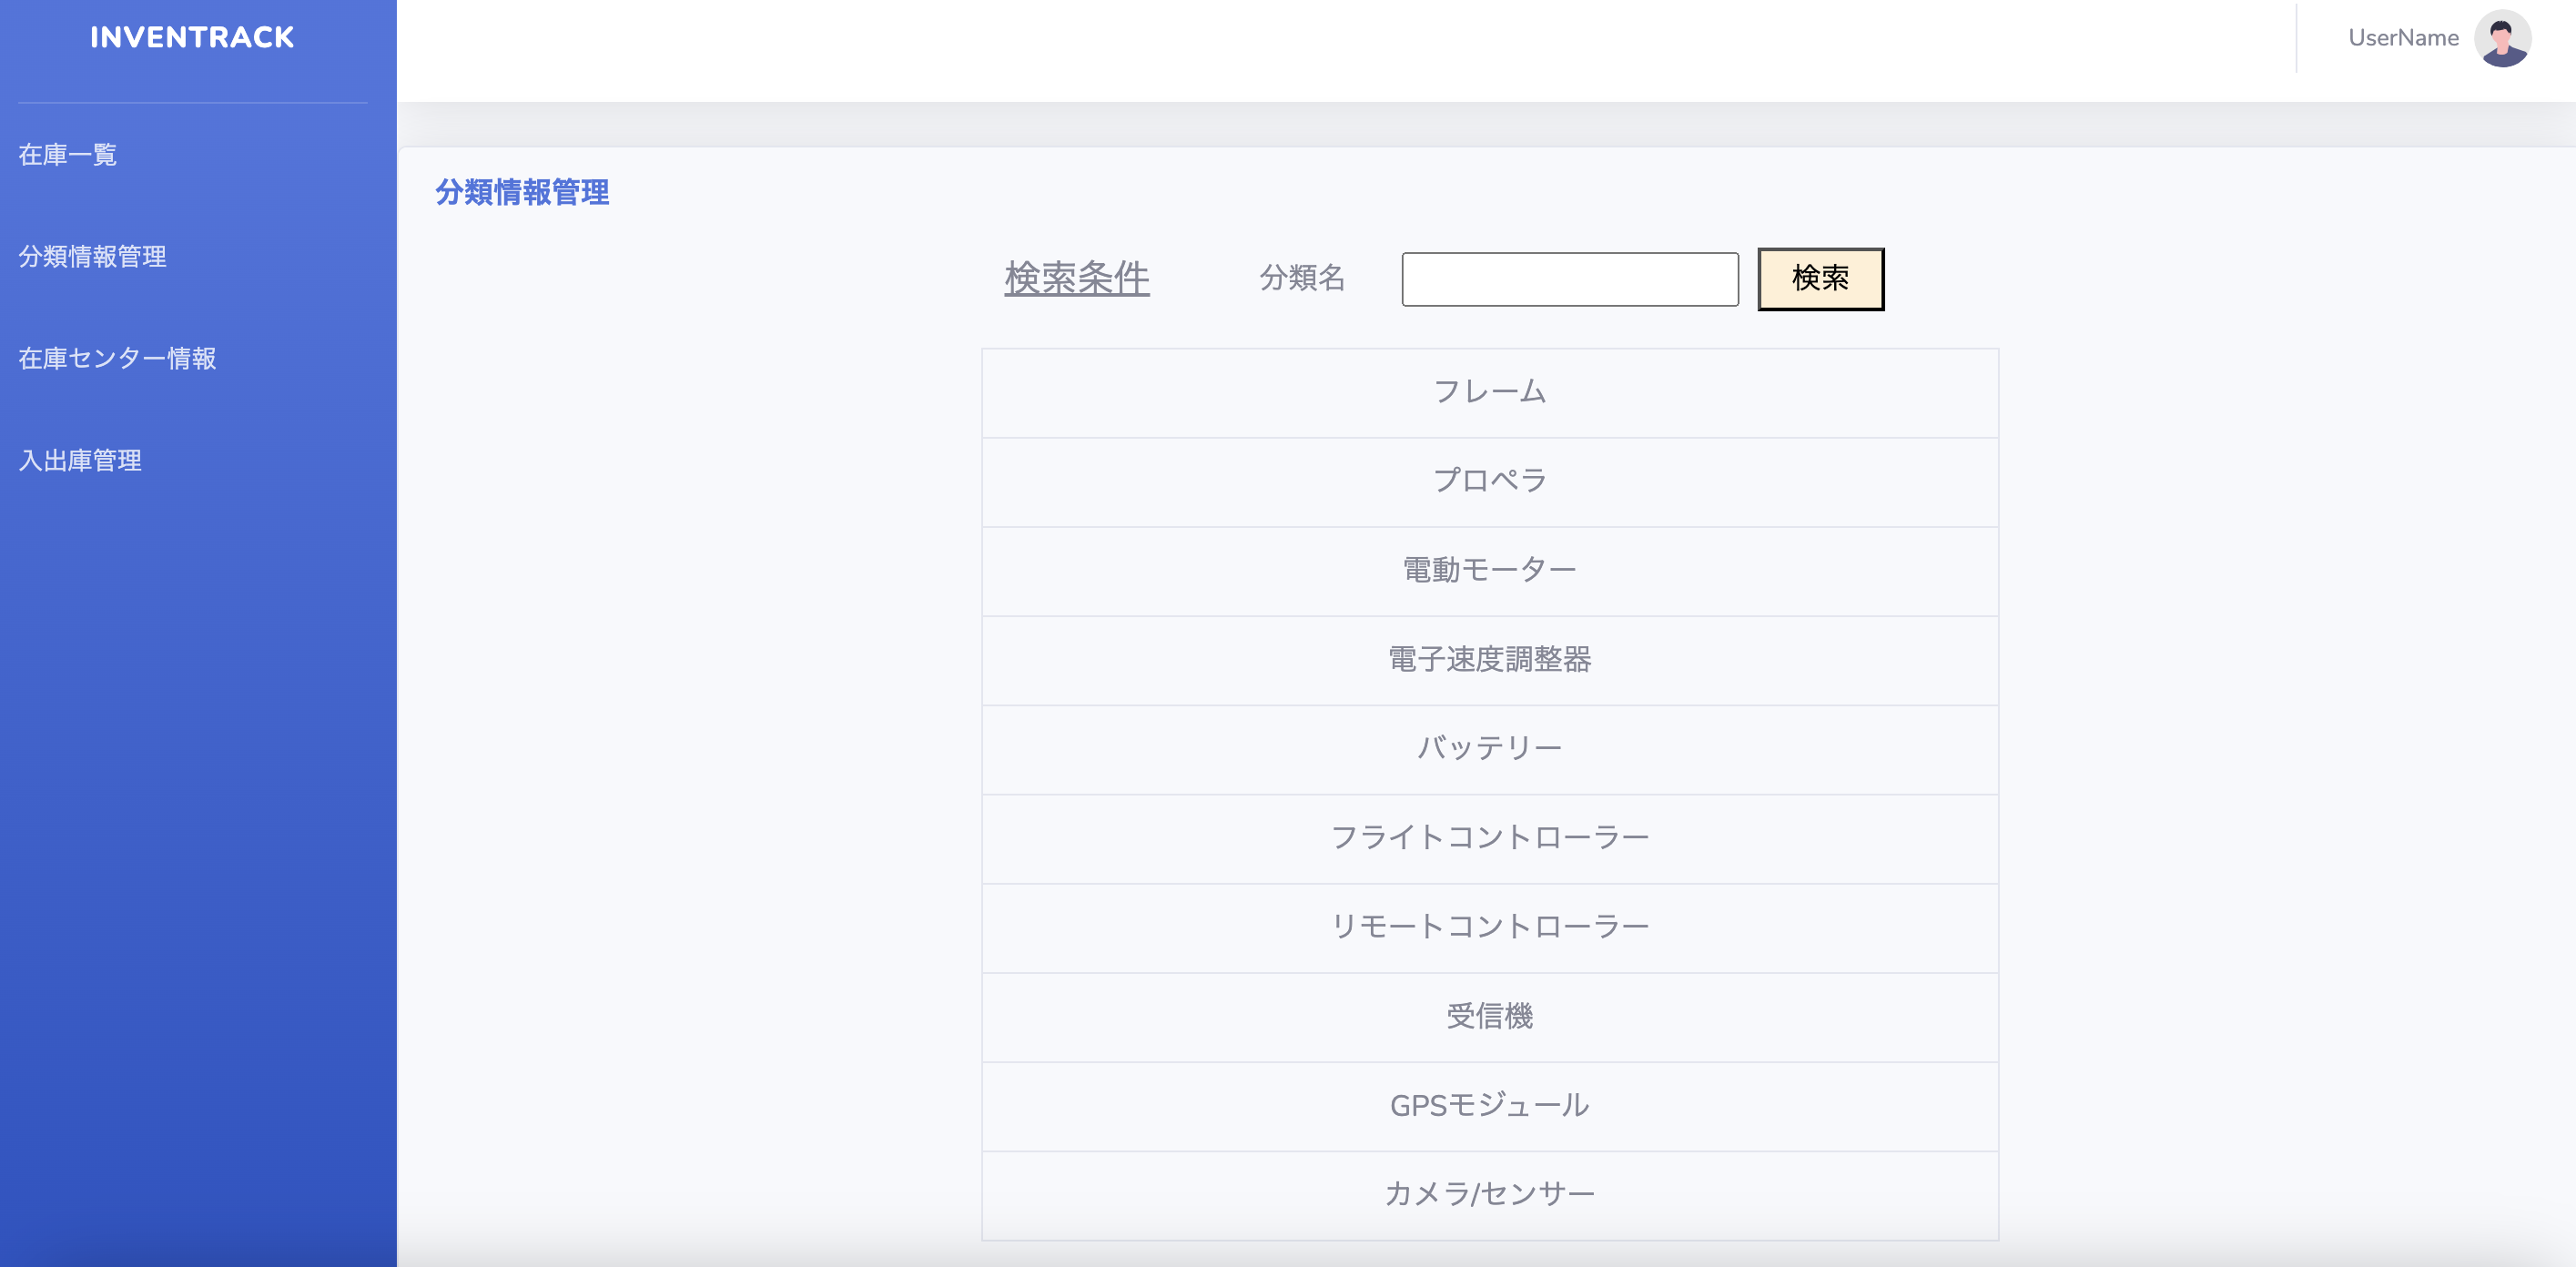 INVENTRACK
UserName
在庫一覧
分類情報管理
在庫センター情報
入出庫管理
分類情報管理
検索条件 分類名 検索
フレーム
プロペラ
電動モーター
電子速度調整器
バッテリー
フライトコントローラー
リモートコントローラー
受信機
GPSモジュール
カメラ/センサー